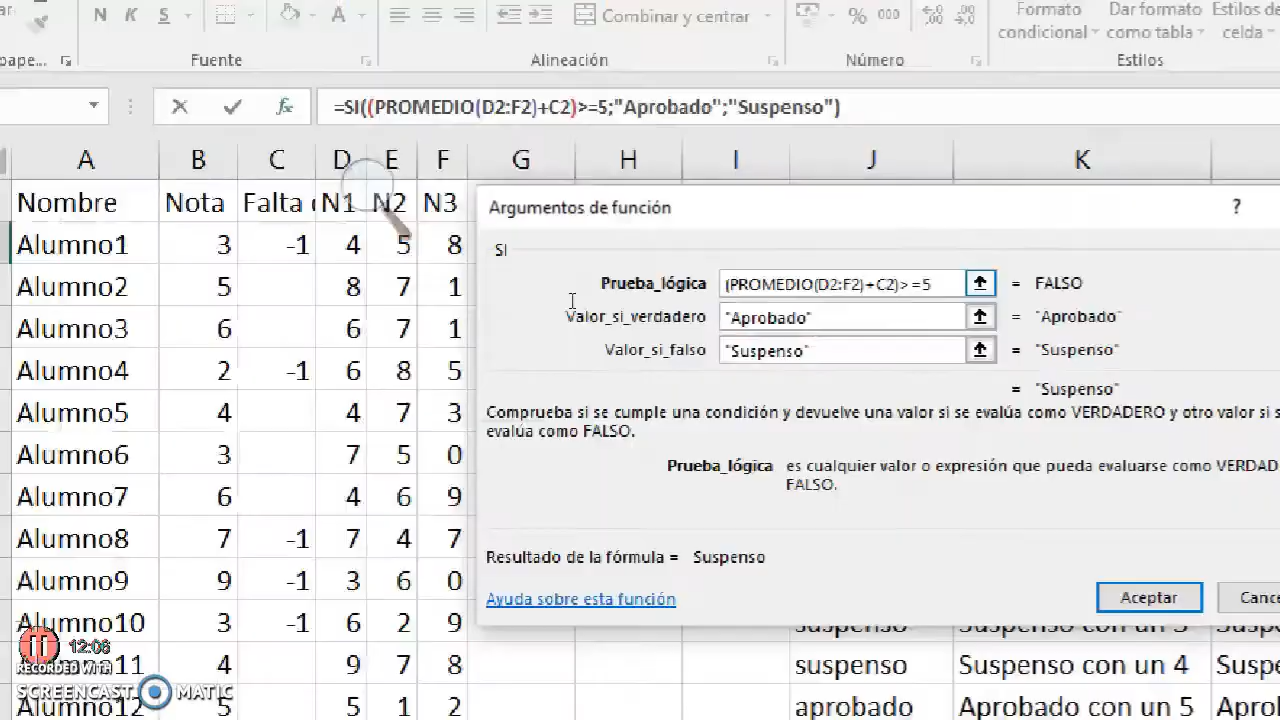 N K S A % 000
Combinar y centrar
Formato condicional
Dar formato como tabla
Estilos de celda
pape...
Fuente
Alineación
Número
Estilos
fx =SI((PROMEDIO(D2:F2)+C2)>=5;"Aprobado";"Suspenso")
A B C D E F G H I J K
Nombre Nota Falta N1 N2 N3
Alumno1 3 -1 4 5 8
Alumno2 5 8 7 1
Alumno3 6 6 7 1
Alumno4 2 -1 6 8 5
Alumno5 4 4 7 3
Alumno6 3 7 5 0
Alumno7 6 4 6 9
Alumno8 7 -1 7 4 7
Alumno9 9 -1 3 6 0
Alumno10 3 -1 6 2 9
Alumno11 4 9 7 8 suspenso Suspenso con un 4
Alumno12 5 5 1 2 aprobado Aprobado con un 5
Argumentos de función ?
SI
Prueba_lógica (PROMEDIO(D2:F2)+C2)>=5 = FALSO
Valor_si_verdadero "Aprobado" = "Aprobado"
Valor_si_falso "Suspenso" = "Suspenso"
= "Suspenso"
Comprueba si se cumple una condición y devuelve una valor si se evalúa como VERDADERO y otro valor si s
evalúa como FALSO.
Prueba_lógica es cualquier valor o expresión que pueda evaluarse como VERDAD
FALSO.
Resultado de la fórmula = Suspenso
Ayuda sobre esta función
Aceptar
Cance
12:06
RECORDED WITH
SCREENCAST MATIC